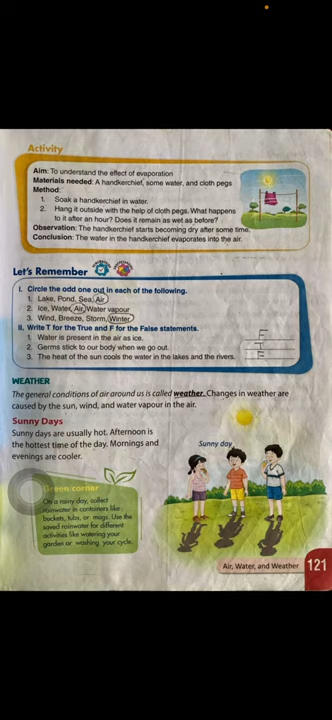 Activity
Aim: To understand the effect of evaporation
Materials needed: A handkerchief, some water, and cloth pegs
Method:
1. Soak a handkerchief in water.
2. Hang it outside with the help of cloth pegs. What happens
to it after an hour? Does it remain as wet as before?
Observation: The handkerchief starts becoming dry after some time.
Conclusion: The water in the handkerchief evaporates into the air.
Let's Remember
I. Circle the odd one out in each of the following.
1. Lake, Pond, Sea, Air
2. Ice, Water, Air, Water vapour
3. Wind, Breeze, Storm, Winter
II. Write T for the True and F for the False statements.
1. Water is present in the air as ice. F
2. Germs stick to our body when we go out. T
3. The heat of the sun cools the water in the lakes and the rivers. F
WEATHER
The general conditions of air around us is called weather. Changes in weather are
caused by the sun, wind, and water vapour in the air.
Sunny Days
Sunny days are usually hot. Afternoon is
the hottest time of the day. Mornings and
evenings are cooler.
Sunny day
Green corner
On a rainy day, collect
rainwater in containers like
buckets, tubs, or mugs. Use the
saved rainwater for different
activities like watering your
garden or washing your cycle.
Air, Water, and Weather 121